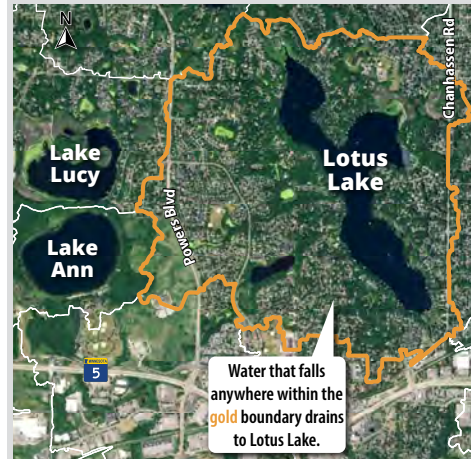 N
Chanhassen Rd
Lake
Lucy
Lotus
Lake
Lake
Ann
Powers Blvd
MINNESOTA
5
Water that falls
anywhere within the
gold boundary drains
to Lotus Lake.